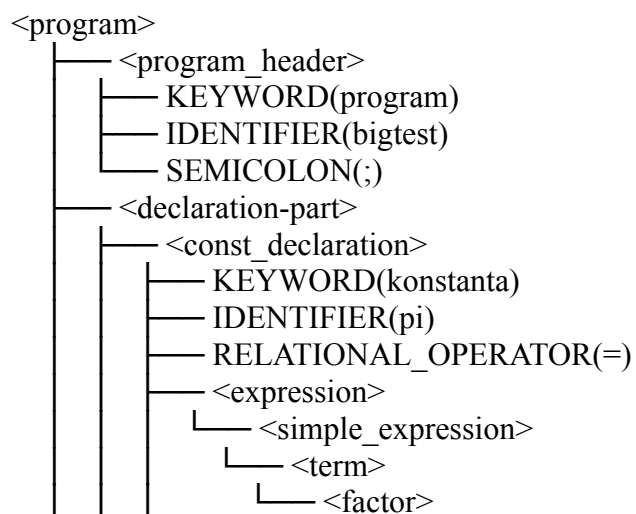 <program>
<program_header>
KEYWORD(program)
IDENTIFIER(bigtest)
SEMICOLON(;)
<declaration-part>
<const_declaration>
KEYWORD(konstanta)
IDENTIFIER(pi)
RELATIONAL_OPERATOR(=)
<expression>
<simple_expression>
<term>
<factor>